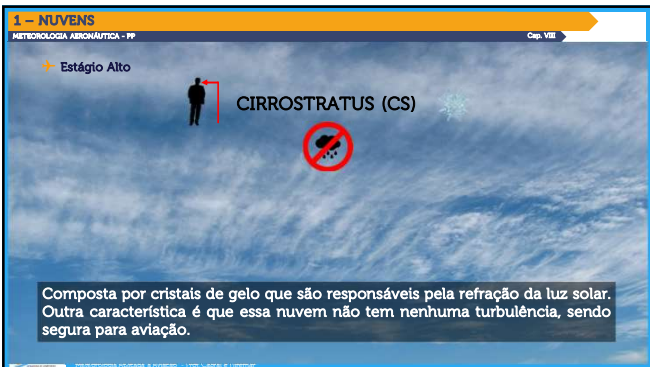 1 – NUVENS
METEOROLOGIA AERONÁUTICA - PP
Cap. VIII
Estágio Alto
CIRROSTRATUS (CS)
Composta por cristais de gelo que são responsáveis pela refração da luz solar.
Outra característica é que essa nuvem não tem nenhuma turbulência, sendo
segura para aviação.